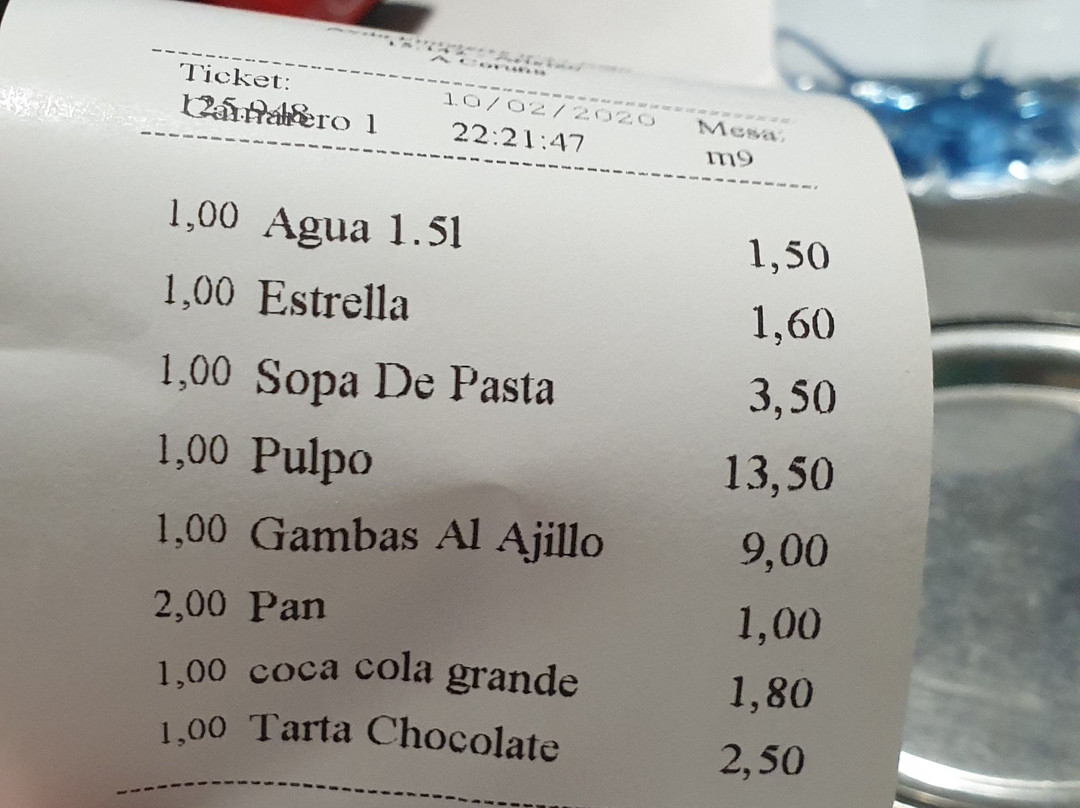 A Coruña
Ticket: 10/02/2020 Mesa:
125.948
Camarero 1 22:21:47 m9
1,00 Agua 1.5l 1,50
1,00 Estrella 1,60
1,00 Sopa De Pasta 3,50
1,00 Pulpo 13,50
1,00 Gambas Al Ajillo 9,00
2,00 Pan 1,00
1,00 coca cola grande 1,80
1,00 Tarta Chocolate 2,50